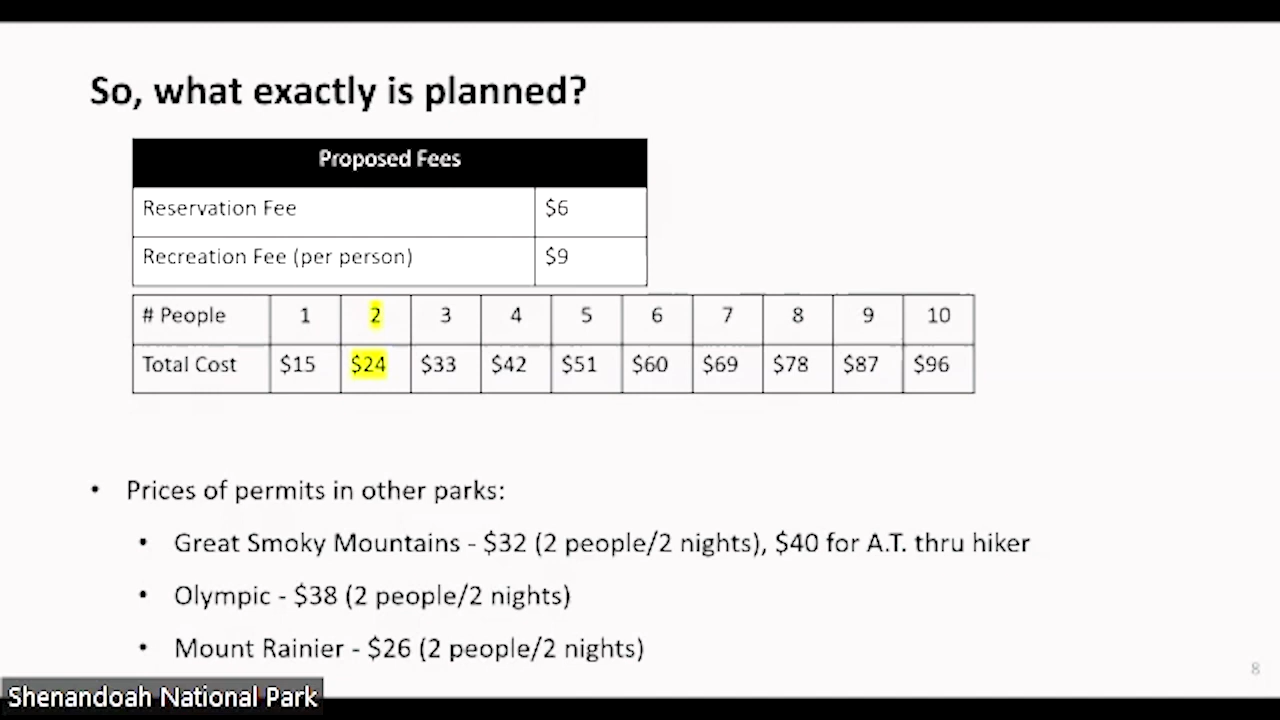 So, what exactly is planned?
Proposed Fees
Reservation Fee $6
Recreation Fee (per person) $9
# People 1 2 3 4 5 6 7 8 9 10
Total Cost $15 $24 $33 $42 $51 $60 $69 $78 $87 $96
• Prices of permits in other parks:
• Great Smoky Mountains - $32 (2 people/2 nights), $40 for A.T. thru hiker
• Olympic - $38 (2 people/2 nights)
• Mount Rainier - $26 (2 people/2 nights)
8
Shenandoah National Park